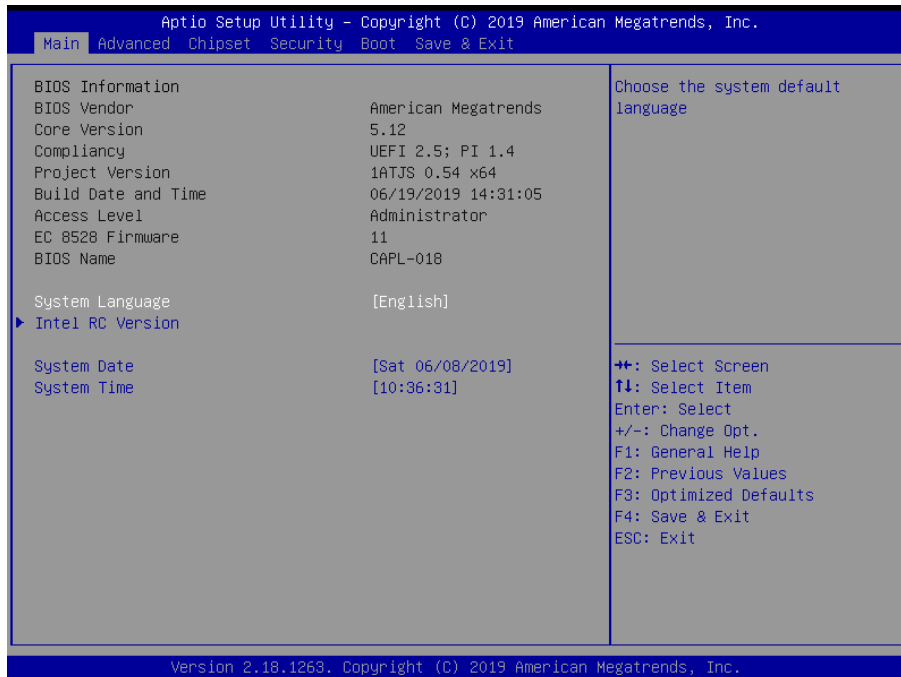 Aptio Setup Utility – Copyright (C) 2019 American Megatrends, Inc.
Main Advanced Chipset Security Boot Save & Exit
BIOS Information
BIOS Vendor American Megatrends
Core Version 5.12
Compliancy UEFI 2.5; PI 1.4
Project Version 1ATJS 0.54 x64
Build Date and Time 06/19/2019 14:31:05
Access Level Administrator
EC 8528 Firmware 11
BIOS Name CAPL-018
System Language [English]
Intel RC Version
System Date [Sat 06/08/2019]
System Time [10:36:31]
Choose the system default
language
→←: Select Screen
↑↓: Select Item
Enter: Select
+/-: Change Opt.
F1: General Help
F2: Previous Values
F3: Optimized Defaults
F4: Save & Exit
ESC: Exit
Version 2.18.1263. Copyright (C) 2019 American Megatrends, Inc.